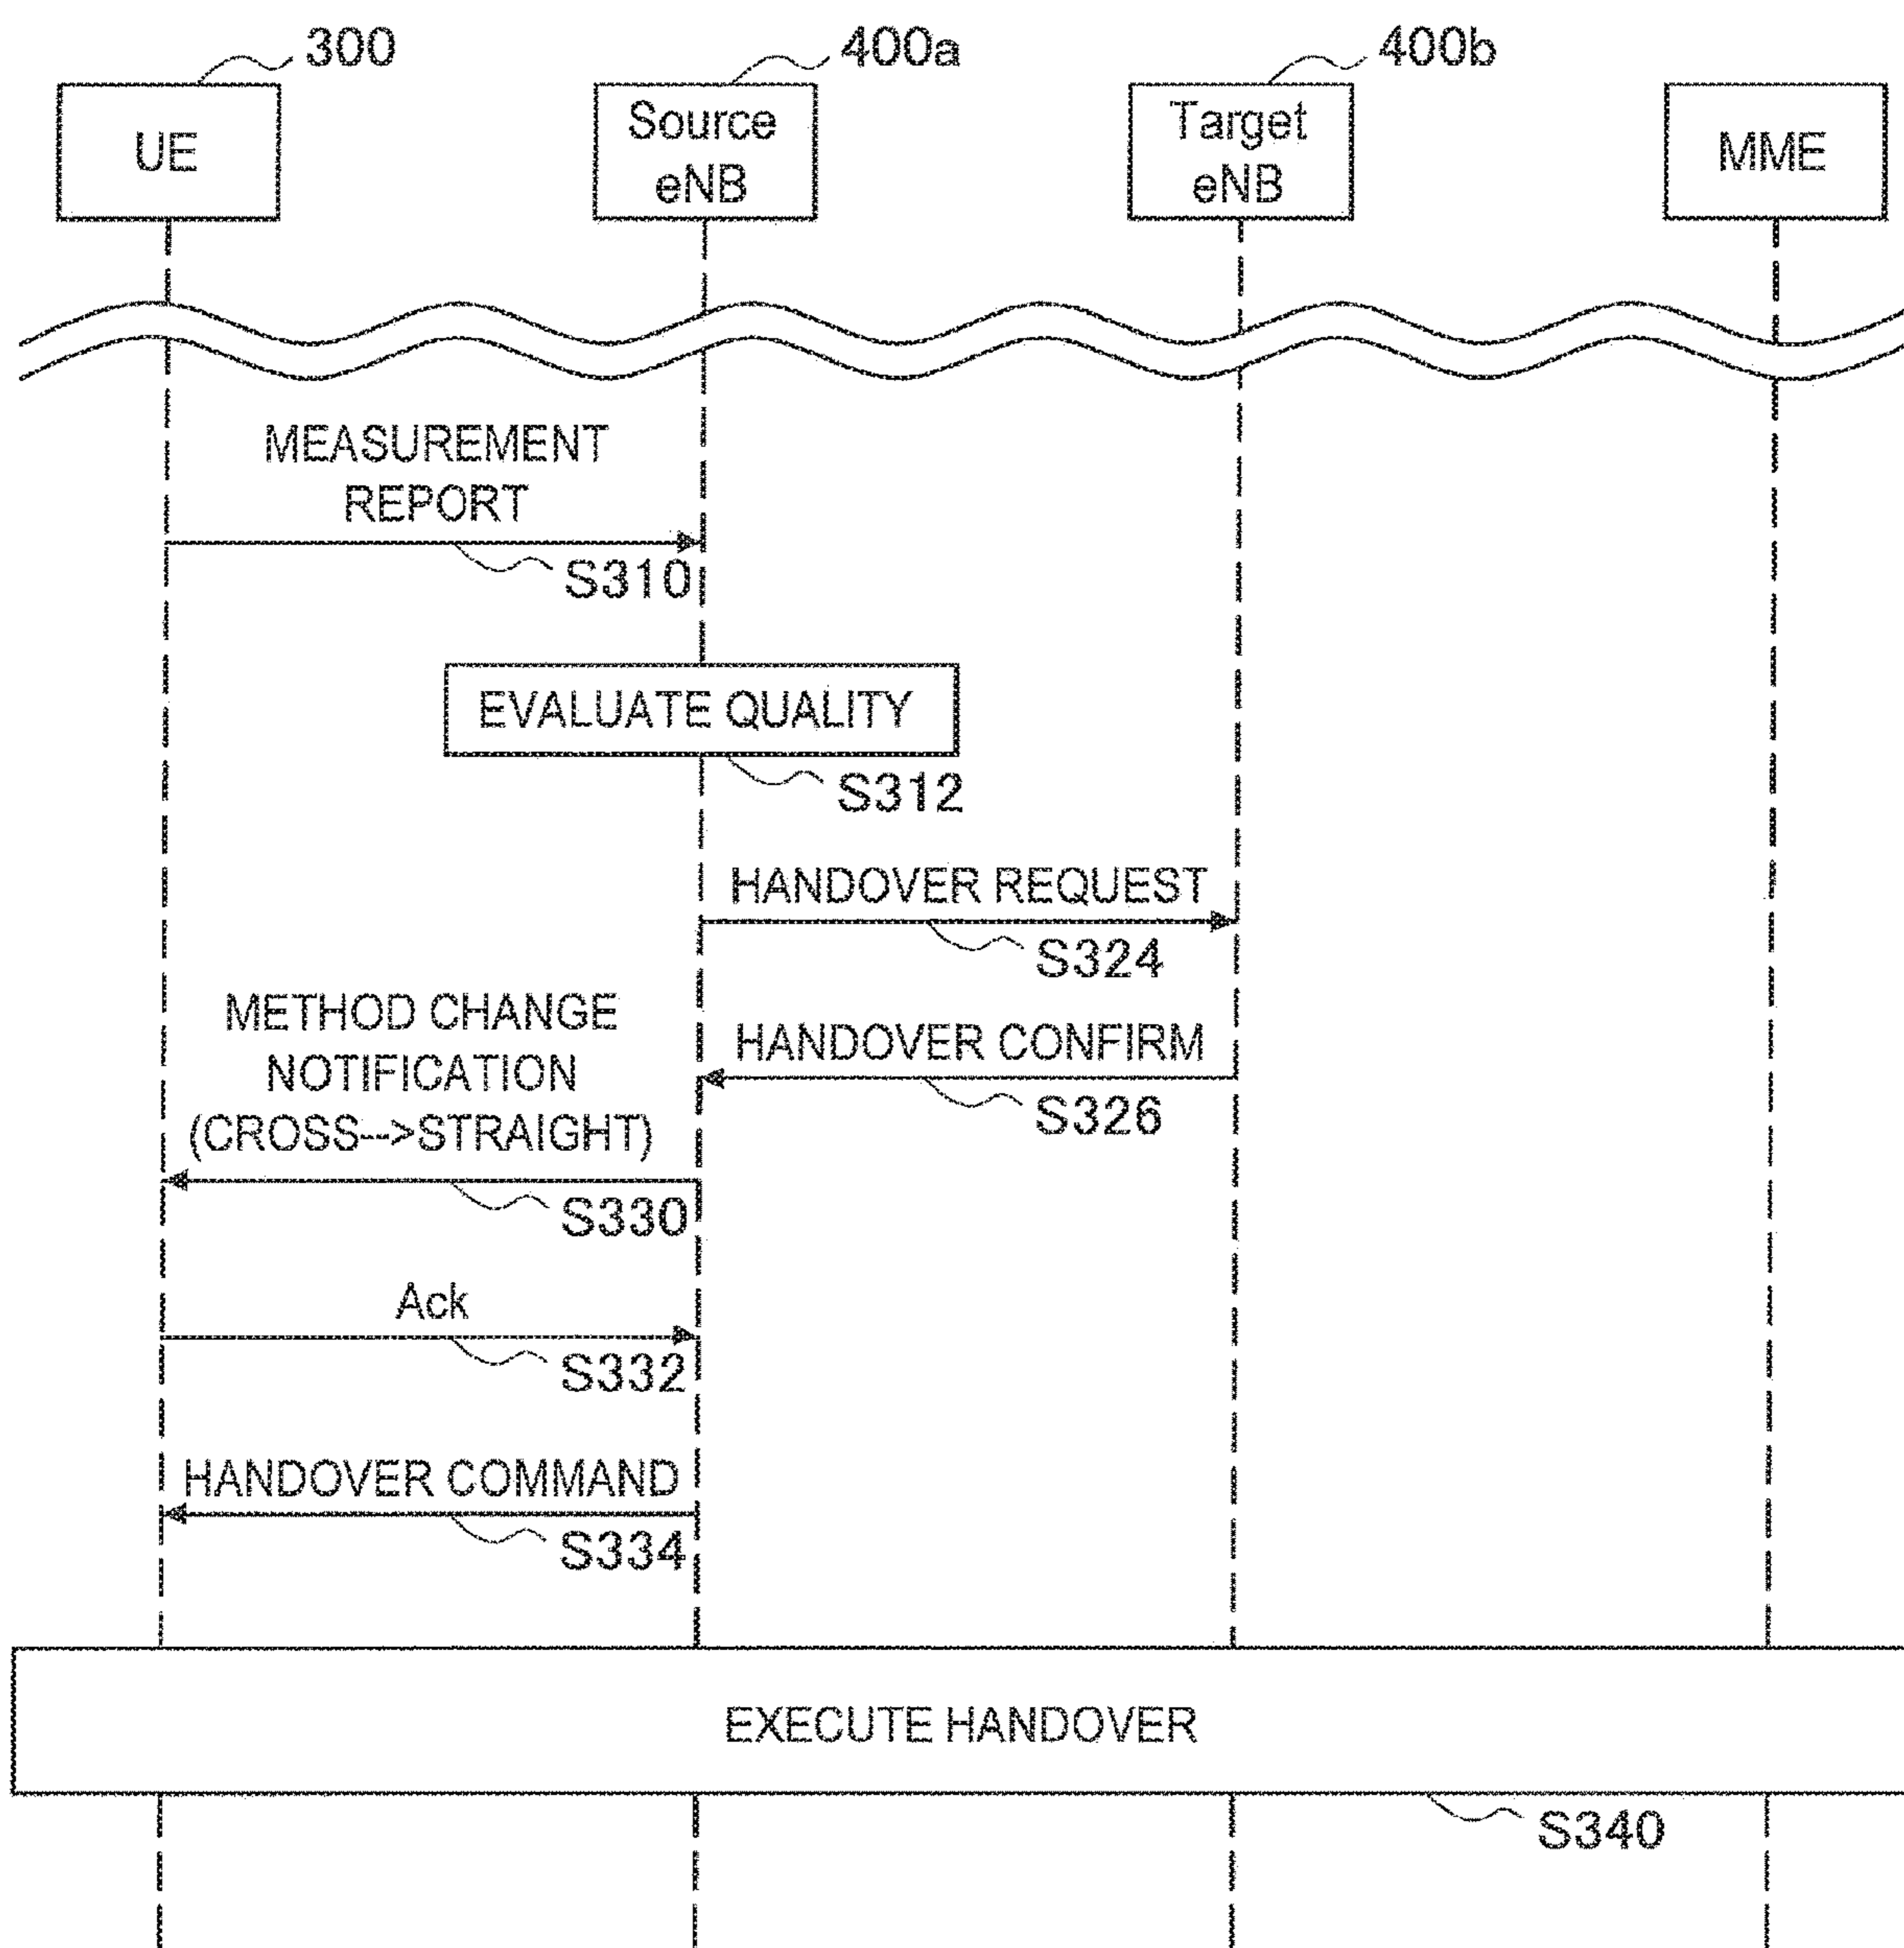 300
400a
400b
UE
Source
eNB
Target
eNB
MME
MEASUREMENT
REPORT
S310
EVALUATE QUALITY
S312
HANDOVER REQUEST
S324
METHOD CHANGE
NOTIFICATION
(CROSS-->STRAIGHT)
HANDOVER CONFIRM
S326
S330
Ack
S332
HANDOVER COMMAND
S334
EXECUTE HANDOVER
S340